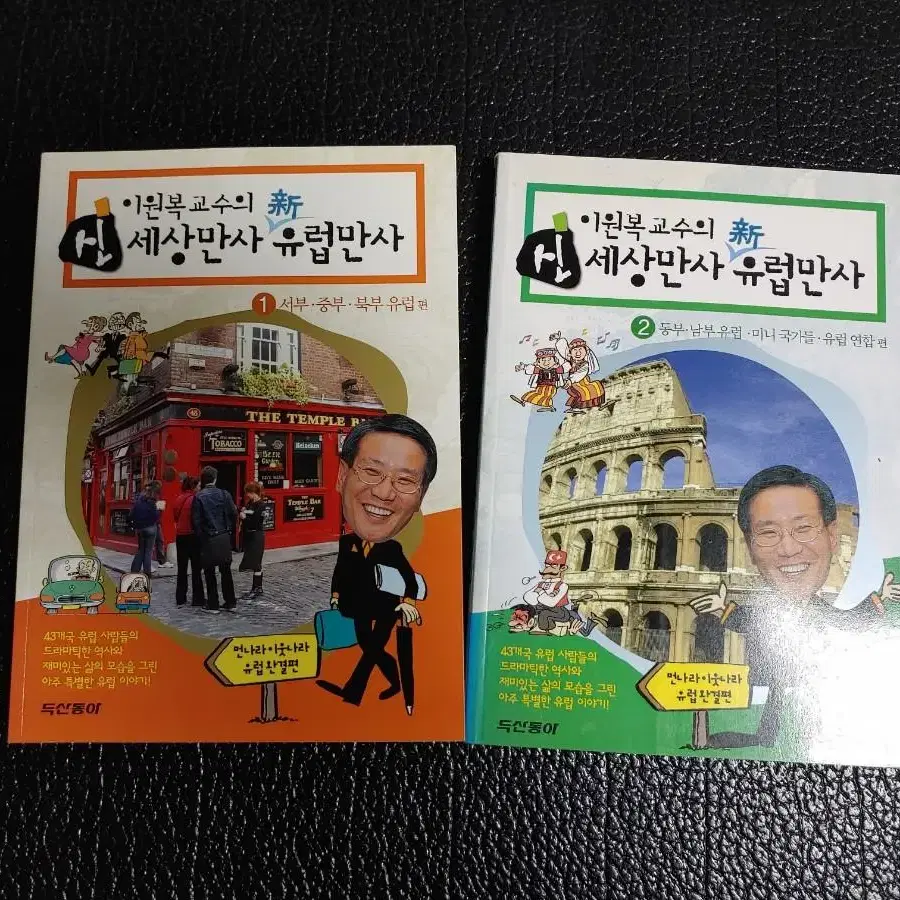 이원복 교수의 新
신 세상만사 유럽만사
1 서부·중부·북부 유럽 편
48
THE TEMPLE BA
TOBACCO
Heineken
BEER
TEMPLE BAR
43개국 유럽 사람들의
드라마틱한 역사와
재미있는 삶의 모습을 그린
아주 특별한 유럽 이야기!
먼나라 이웃나라
유럽 완결편
두산동아
이원복 교수의 新
신 세상만사 유럽만사
2 동부·남부 유럽·미니 국가들·유럽 연합 편
43개국 유럽 사람들의
드라마틱한 역사와
재미있는 삶의 모습을 그린
아주 특별한 유럽 이야기!
먼나라 이웃나라
유럽 완결편
두산동아